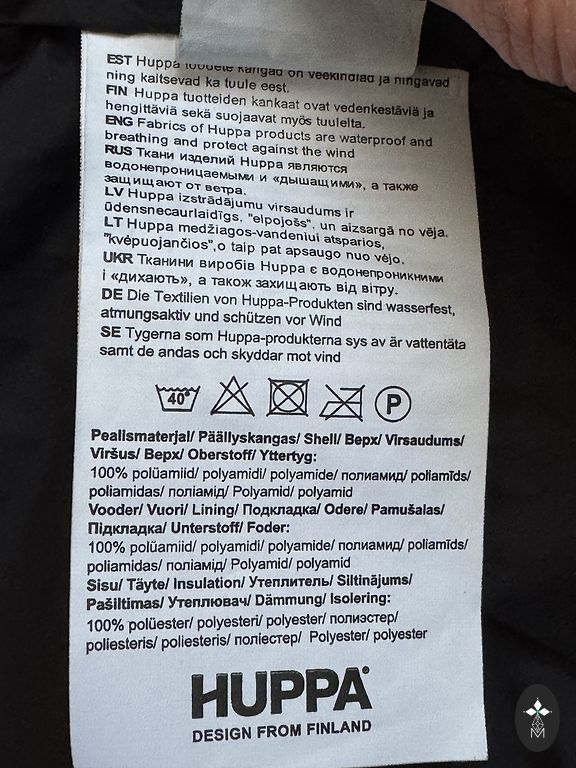 EST Huppa toodete kangad on veekindlad ja hingavad
ning kaitsevad ka tuule eest.
FIN Huppa tuotteiden kankaat ovat vedenkestäviä ja
hengittäviä sekä suojaavat myös tuulelta.
ENG Fabrics of Huppa products are waterproof and
breathing and protect against the wind
RUS Ткани изделий Huppa являются
водонепроницаемыми и «дышащими», а также
защищают от ветра.
LV Huppa izstrādājumu virsaudums ir
ūdensnecaurlaidīgs, "elpojošs", un aizsargā no vēja.
LT Huppa medžiagos-vandeniui atsparios,
"kvėpuojančios",o taip pat apsaugo nuo vėjo.
UKR Тканини виробів Huppa є водонепроникними
і «дихають», а також захищають від вітру.
DE Die Textilien von Huppa-Produkten sind wasserfest,
atmungsaktiv und schützen vor Wind
SE Tygerna som Huppa-produkterna sys av är vattentäta
samt de andas och skyddar mot vind
40° P
Pealismaterjal/ Päällyskangas/ Shell/ Верх/ Virsaudums/
Viršus/ Верх/ Oberstoff/ Yttertyg:
100% polüamiid/ polyamidi/ polyamide/ полиамид/ poliamīds/
poliamidas/ поліамід/ Polyamid/ polyamid
Vooder/ Vuori/ Lining/ Подкладка/ Odere/ Pamušalas/
Підкладка/ Unterstoff/ Foder:
100% polüamiid/ polyamidi/ polyamide/ полиамид/ poliamīds/
poliamidas/ поліамід/ Polyamid/ polyamid
Sisu/ Täyte/ Insulation/ Утеплитель/ Siltinājums/
Pašiltimas/ Утеплювач/ Dämmung/ Isolering:
100% polüester/ polyesteri/ polyester/ полиэстер/
poliesteris/ poliesteris/ поліестер/ Polyester/ polyester
HUPPA®
DESIGN FROM FINLAND